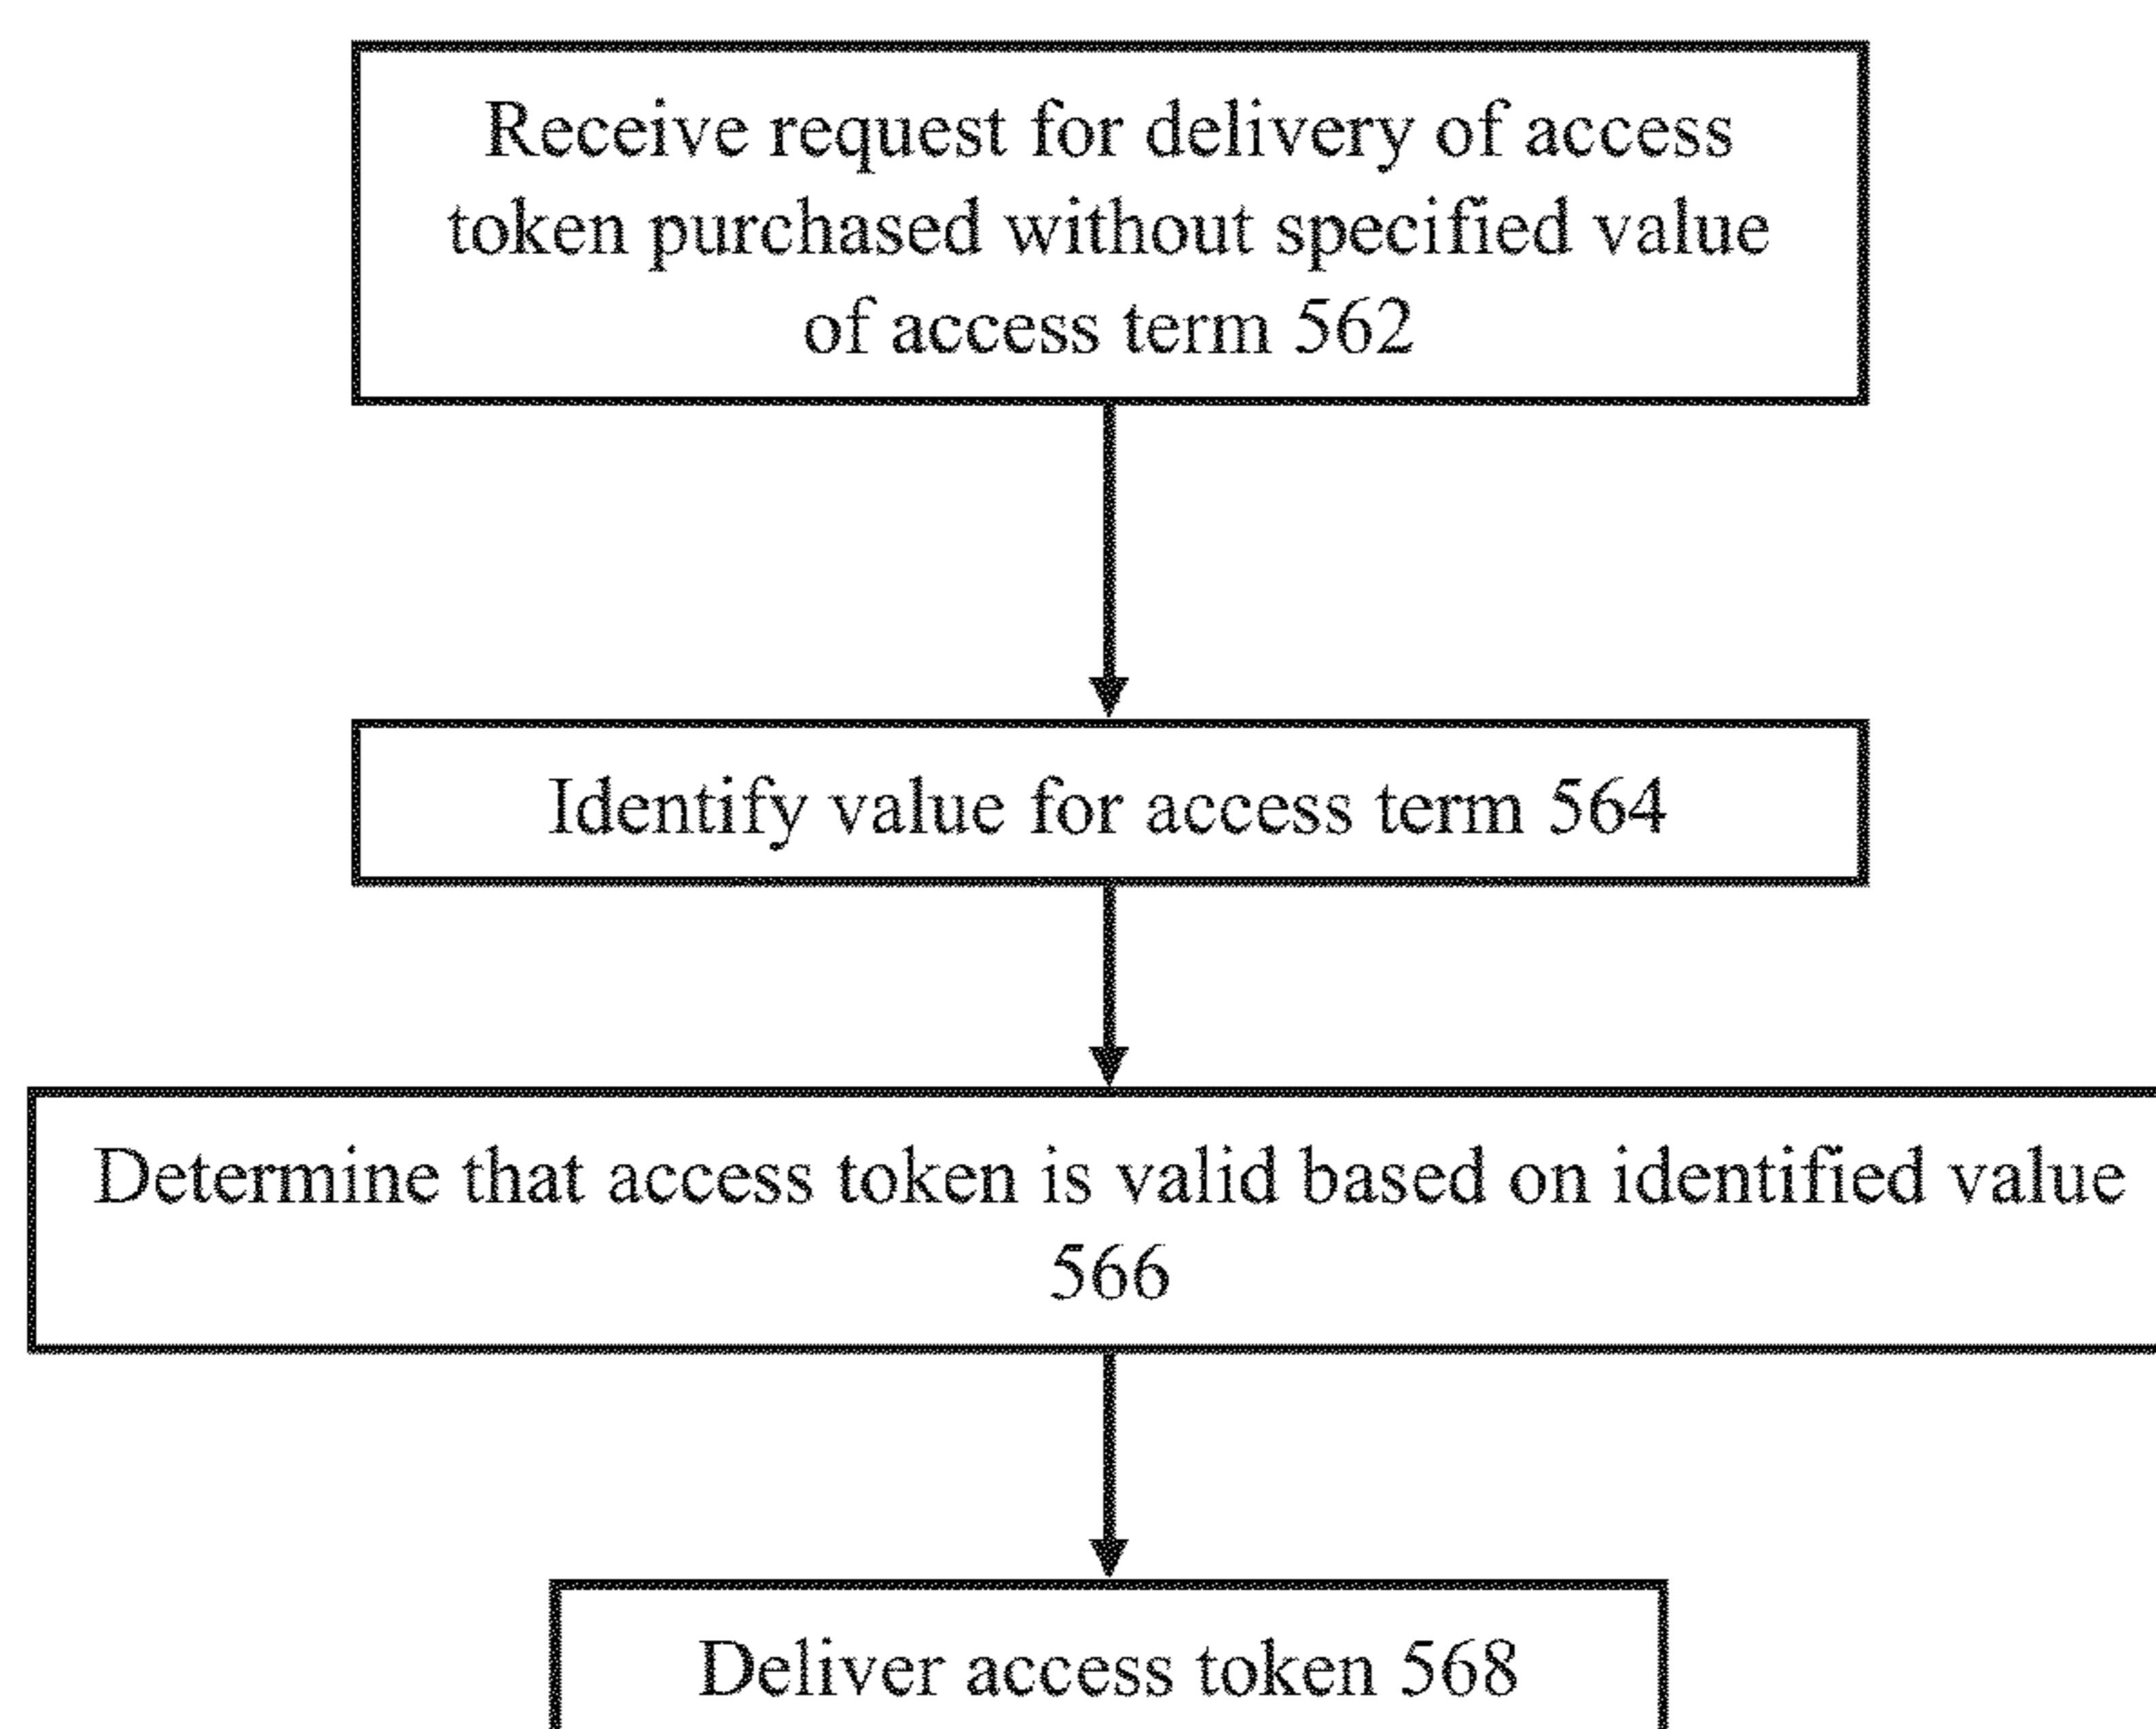 Receive request for delivery of access
token purchased without specified value
of access term 562
Identify value for access term 564
Determine that access token is valid based on identified value
566
Deliver access token 568